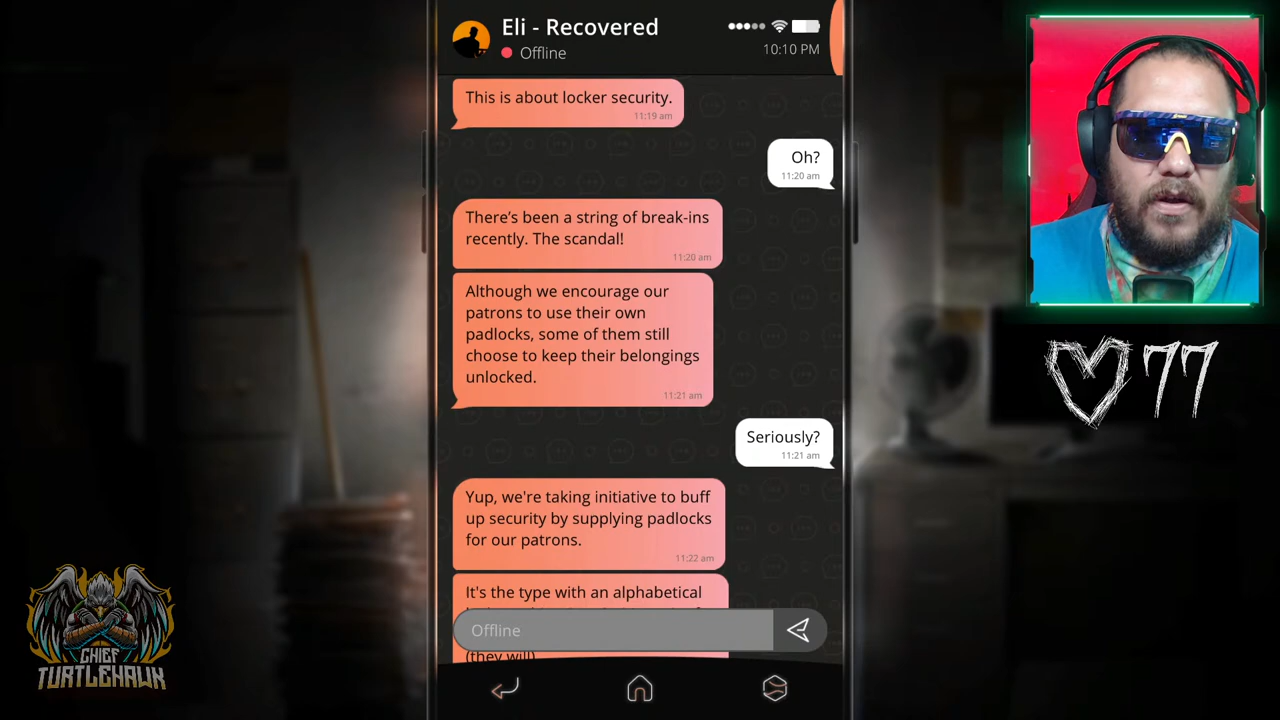 Eli - Recovered
Offline
10:10 PM
This is about locker security.
11:19 am
Oh?
11:20 am
There’s been a string of break-ins
recently. The scandal!
11:20 am
Although we encourage our
patrons to use their own
padlocks, some of them still
choose to keep their belongings
unlocked.
11:21 am
Seriously?
11:21 am
Yup, we're taking initiative to buff
up security by supplying padlocks
for our patrons.
11:22 am
It's the type with an alphabetical
Offline
(they will)
77
CHIEF
TURTLEHAWK